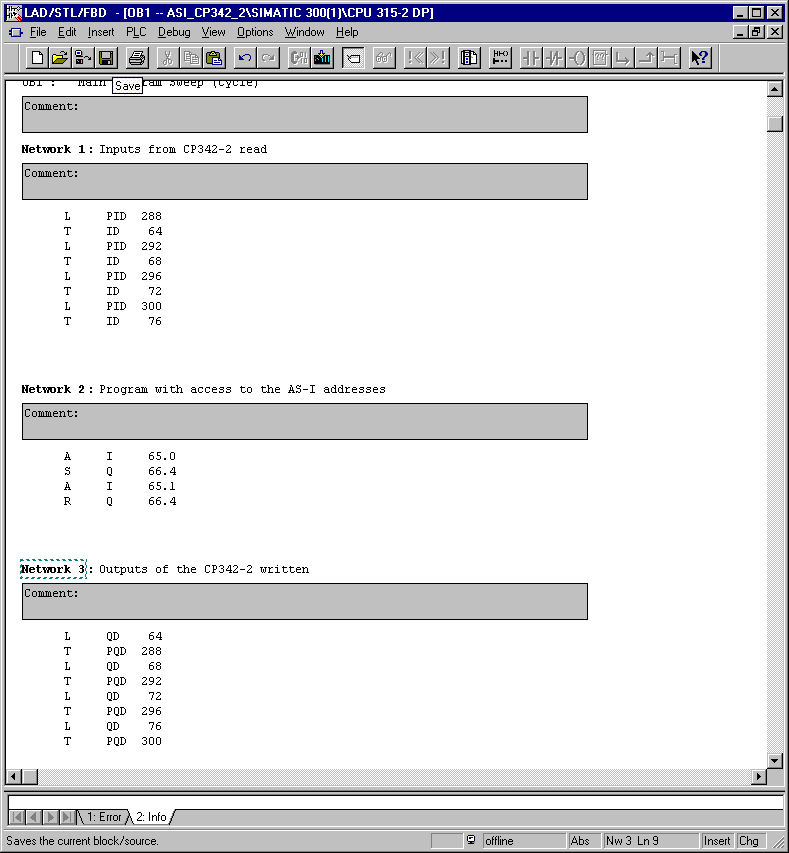 LAD/STL/FBD - [OB1 -- ASI_CP342_2\SIMATIC 300(1)\CPU 315-2 DP]
File Edit Insert PLC Debug View Options Window Help
Save
OB1 : Main ram Sweep (Cycle)
Comment:
Network 1: Inputs from CP342-2 read
Comment:
L PID 288
T ID 64
L PID 292
T ID 68
L PID 296
T ID 72
L PID 300
T ID 76
Network 2: Program with access to the AS-I addresses
Comment:
A I 65.0
S Q 66.4
A I 65.1
R Q 66.4
Network 3: Outputs of the CP342-2 written
Comment:
L QD 64
T PQD 288
L QD 68
T PQD 292
L QD 72
T PQD 296
L QD 76
T PQD 300
1: Error 2: Info
Saves the current block/source. offline Abs Nw 3 Ln 9 Insert Chg